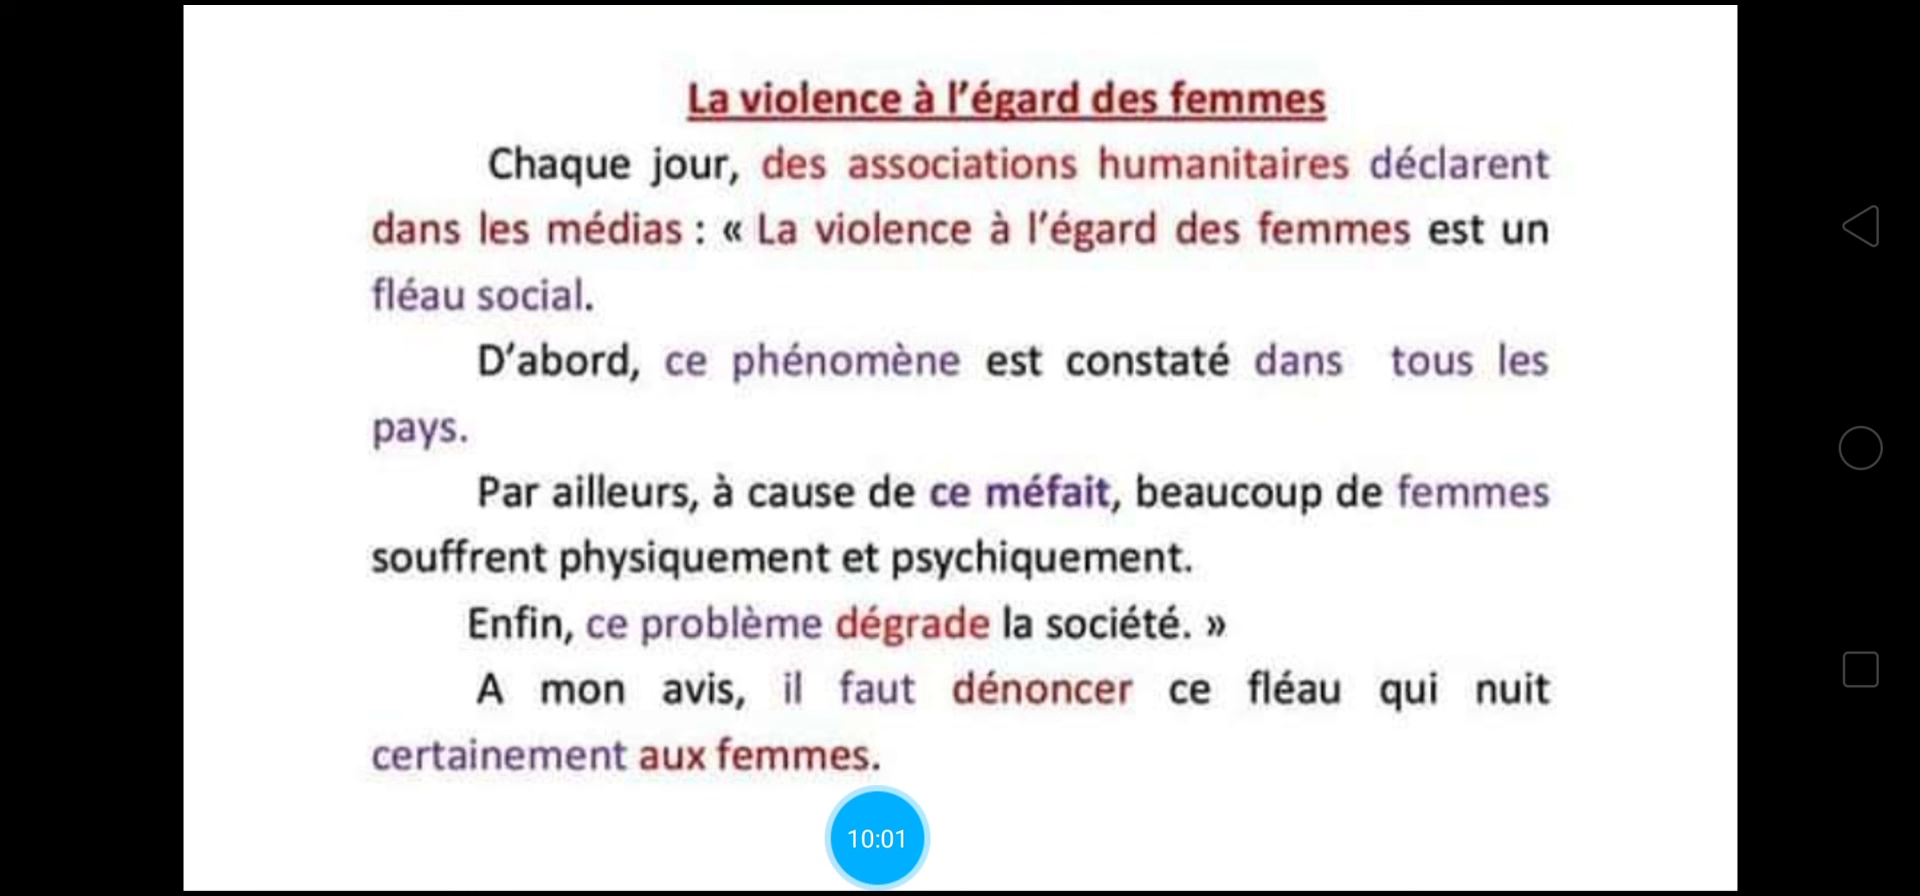 La violence à l’égard des femmes
Chaque jour, des associations humanitaires déclarent
dans les médias : « La violence à l’égard des femmes est un
fléau social.
D’abord, ce phénomène est constaté dans tous les
pays.
Par ailleurs, à cause de ce méfait, beaucoup de femmes
souffrent physiquement et psychiquement.
Enfin, ce problème dégrade la société. »
A mon avis, il faut dénoncer ce fléau qui nuit
certainement aux femmes.
10:01